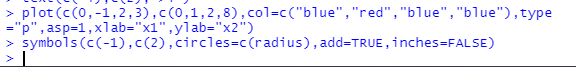 > plot(c(0,-1,2,3),c(0,1,2,8),col=c("blue","red","blue","blue"),type
="p",asp=1,xlab="x1",ylab="x2")
> symbols(c(-1),c(2),circles=c(radius),add=TRUE,inches=FALSE)
>